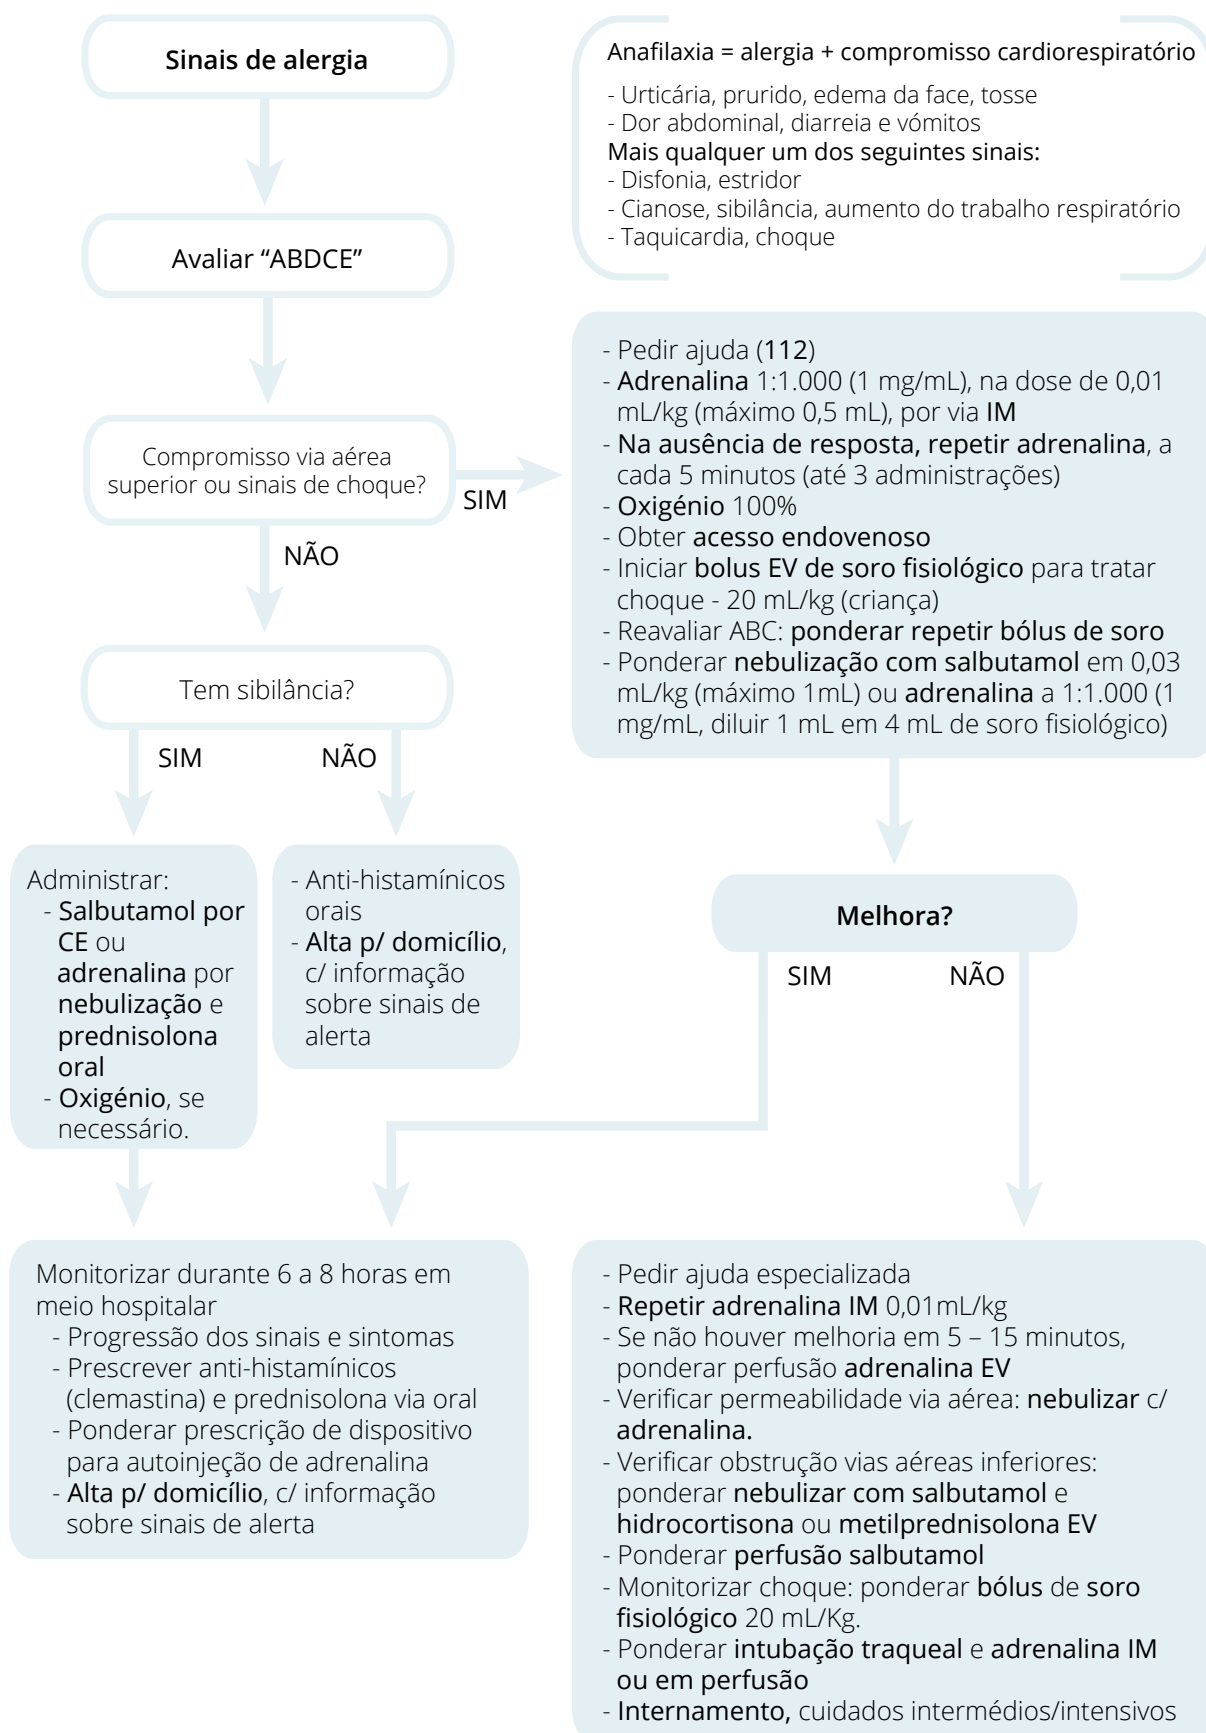 Sinais de alergia
Anafilaxia = alergia + compromisso cardiorespiratório
- Urticária, prurido, edema da face, tosse
- Dor abdominal, diarreia e vómitos
Mais qualquer um dos seguintes sinais:
- Disfonia, estridor
- Cianose, sibilância, aumento do trabalho respiratório
- Taquicardia, choque
Avaliar “ABDCE”
Compromisso via aérea
superior ou sinais de choque?
SIM
NÃO
- Pedir ajuda (112)
- Adrenalina 1:1.000 (1 mg/mL), na dose de 0,01
mL/kg (máximo 0,5 mL), por via IM
- Na ausência de resposta, repetir adrenalina, a
cada 5 minutos (até 3 administrações)
- Oxigénio 100%
- Obter acesso endovenoso
- Iniciar bolus EV de soro fisiológico para tratar
choque - 20 mL/kg (criança)
- Reavaliar ABC: ponderar repetir bólus de soro
- Ponderar nebulização com salbutamol em 0,03
mL/kg (máximo 1mL) ou adrenalina a 1:1.000 (1
mg/mL, diluir 1 mL em 4 mL de soro fisiológico)
Tem sibilância?
SIM
NÃO
Administrar:
- Salbutamol por
CE ou
adrenalina por
nebulização e
prednisolona
oral
- Oxigénio, se
necessário.
- Anti-histamínicos
orais
- Alta p/ domicílio,
c/ informação
sobre sinais de
alerta
Melhora?
SIM
NÃO
Monitorizar durante 6 a 8 horas em
meio hospitalar
- Progressão dos sinais e sintomas
- Prescrever anti-histamínicos
(clemastina) e prednisolona via oral
- Ponderar prescrição de dispositivo
para autoinjeção de adrenalina
- Alta p/ domicílio, c/ informação
sobre sinais de alerta
- Pedir ajuda especializada
- Repetir adrenalina IM 0,01mL/kg
- Se não houver melhoria em 5 – 15 minutos,
ponderar perfusão adrenalina EV
- Verificar permeabilidade via aérea: nebulizar c/
adrenalina.
- Verificar obstrução vias aéreas inferiores:
ponderar nebulizar com salbutamol e
hidrocortisona ou metilprednisolona EV
- Ponderar perfusão salbutamol
- Monitorizar choque: ponderar bólus de soro
fisiológico 20 mL/Kg.
- Ponderar intubação traqueal e adrenalina IM
ou em perfusão
- Internamento, cuidados intermédios/intensivos